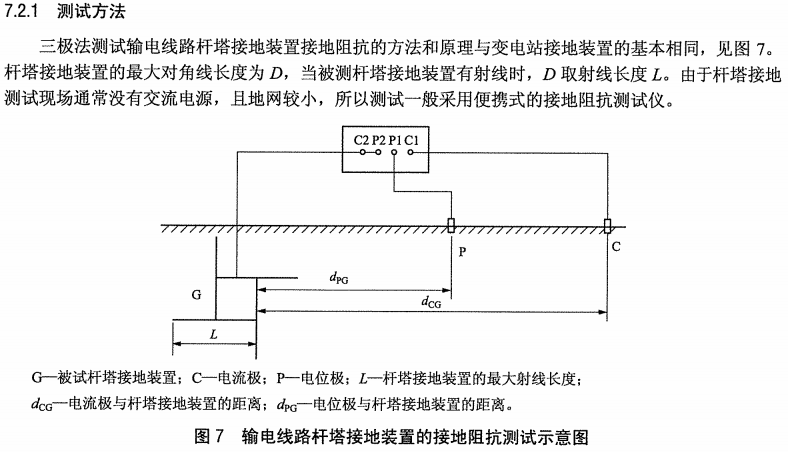 7.2.1 测试方法
三极法测试输电线路杆塔接地装置接地阻抗的方法和原理与变电站接地装置的基本相同，见图 7。
杆塔接地装置的最大对角线长度为 D，当被测杆塔接地装置有射线时，D 取射线长度 L。由于杆塔接地
测试现场通常没有交流电源，且地网较小，所以测试一般采用便携式的接地阻抗测试仪。
C2 P2 P1 C1
P
C
dPG
G
dCG
L
G—被试杆塔接地装置；C—电流极；P—电位极；L—杆塔接地装置的最大射线长度；
dCG—电流极与杆塔接地装置的距离；dPG—电位极与杆塔接地装置的距离。
图 7 输电线路杆塔接地装置的接地阻抗测试示意图